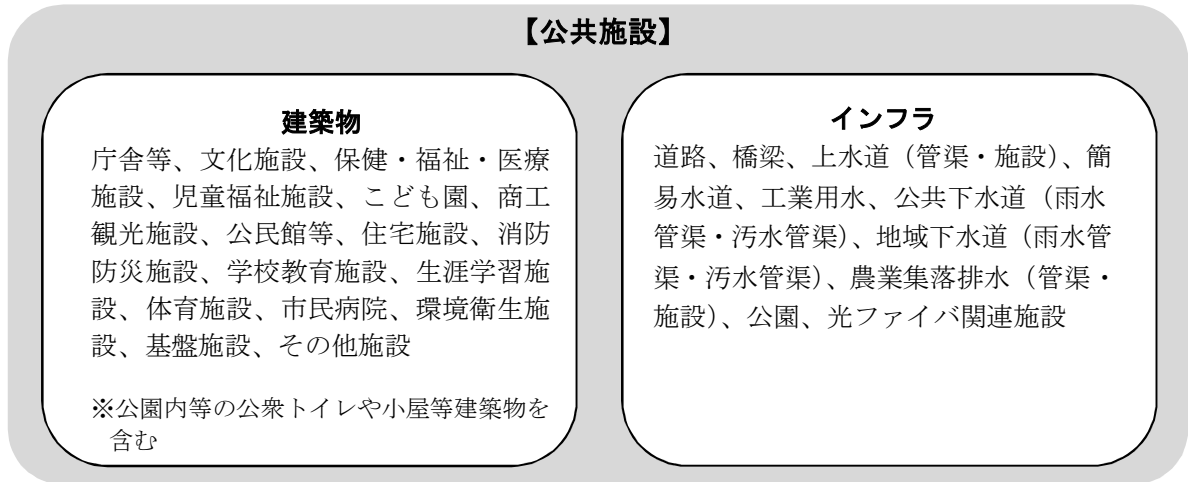 【公共施設】
建築物
庁舎等、文化施設、保健・福祉・医療
施設、児童福祉施設、こども園、商工
観光施設、公民館等、住宅施設、消防
防災施設、学校教育施設、生涯学習施
設、体育施設、市民病院、環境衛生施
設、基盤施設、その他施設
※公園内等の公衆トイレや小屋等建築物を
含む
インフラ
道路、橋梁、上水道（管渠・施設）、簡
易水道、工業用水、公共下水道（雨水
管渠・汚水管渠）、地域下水道（雨水管
渠・汚水管渠）、農業集落排水（管渠・
施設）、公園、光ファイバ関連施設